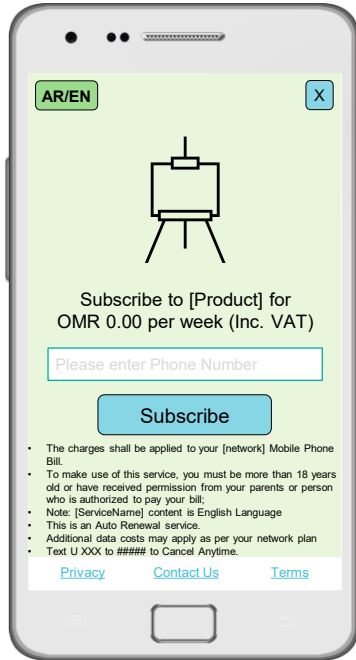 AR/EN
X
Subscribe to [Product] for
OMR 0.00 per week (Inc. VAT)
Please enter Phone Number
Subscribe
• The charges shall be applied to your [network] Mobile Phone
Bill.
• To make use of this service, you must be more than 18 years
old or have received permission from your parents or person
who is authorized to pay your bill;
• Note: [ServiceName] content is English Language
• This is an Auto Renewal service.
• Additional data costs may apply as per your network plan
• Text U XXX to ##### to Cancel Anytime.
Privacy Contact Us Terms